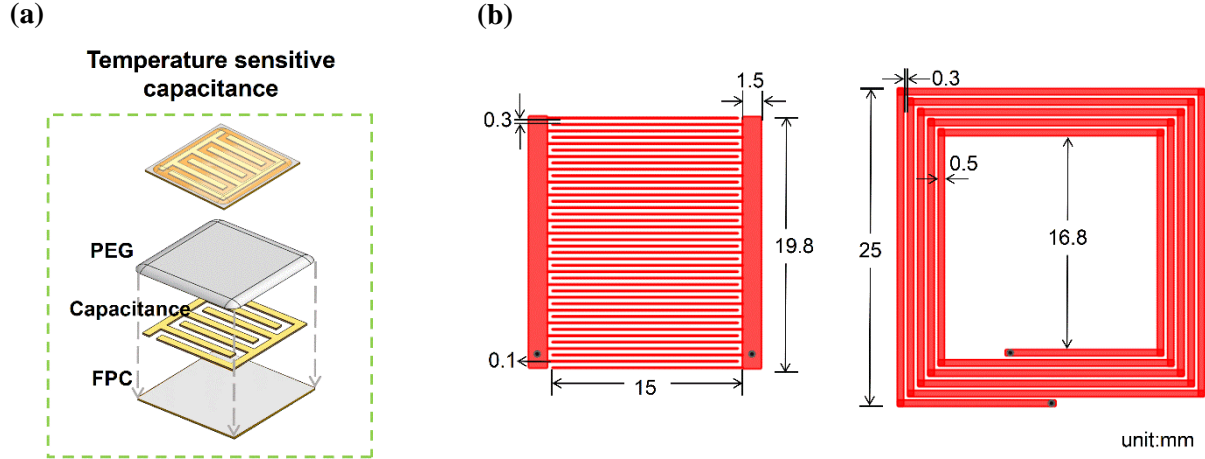 (a)
Temperature sensitive
capacitance
PEG
Capacitance
FPC
(b)
0.3
1.5
19.8
0.1
15
0.3
0.5
25
16.8
unit:mm